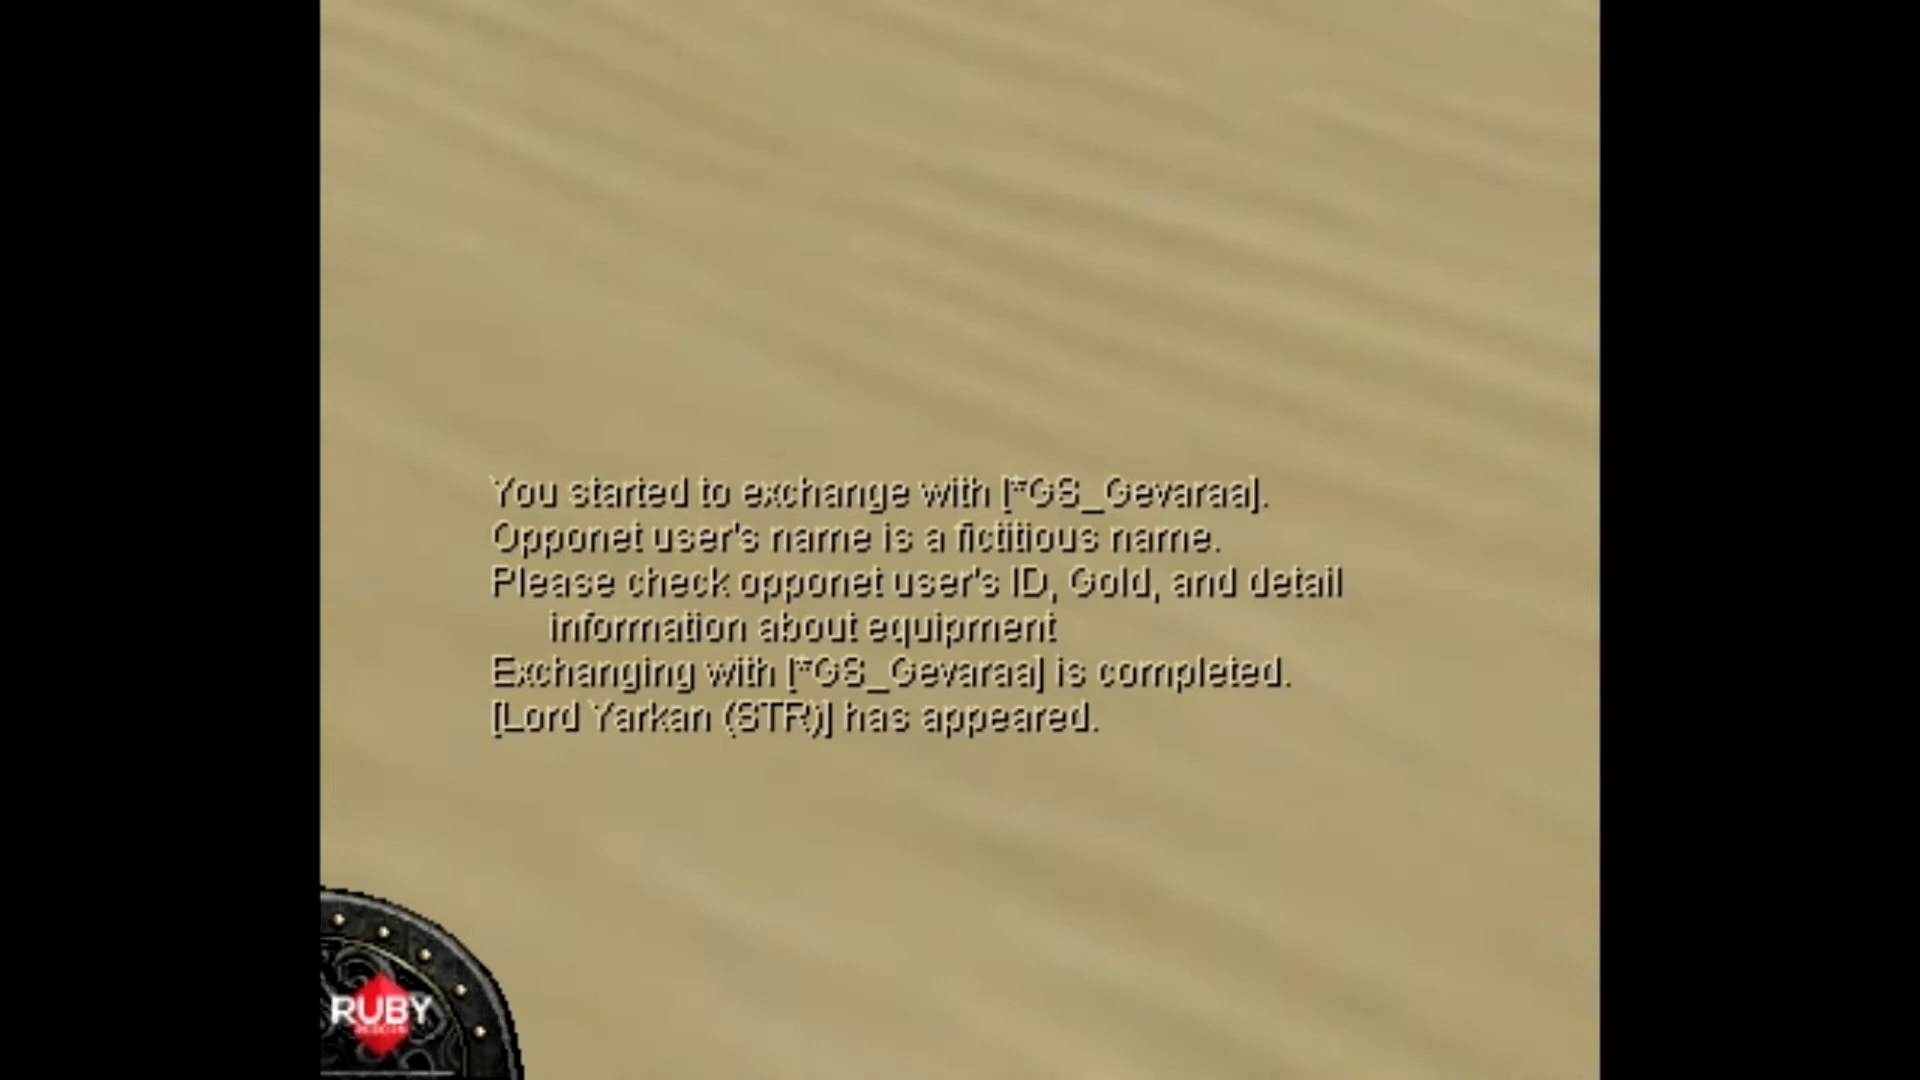 You started to exchange with [*GS_Gevaraa].
Opponet user's name is a fictitious name.
Please check opponet user's ID, Gold, and detail
information about equipment
Exchanging with [*GS_Gevaraa] is completed.
[Lord Yarkan (STR)] has appeared.
RUBY